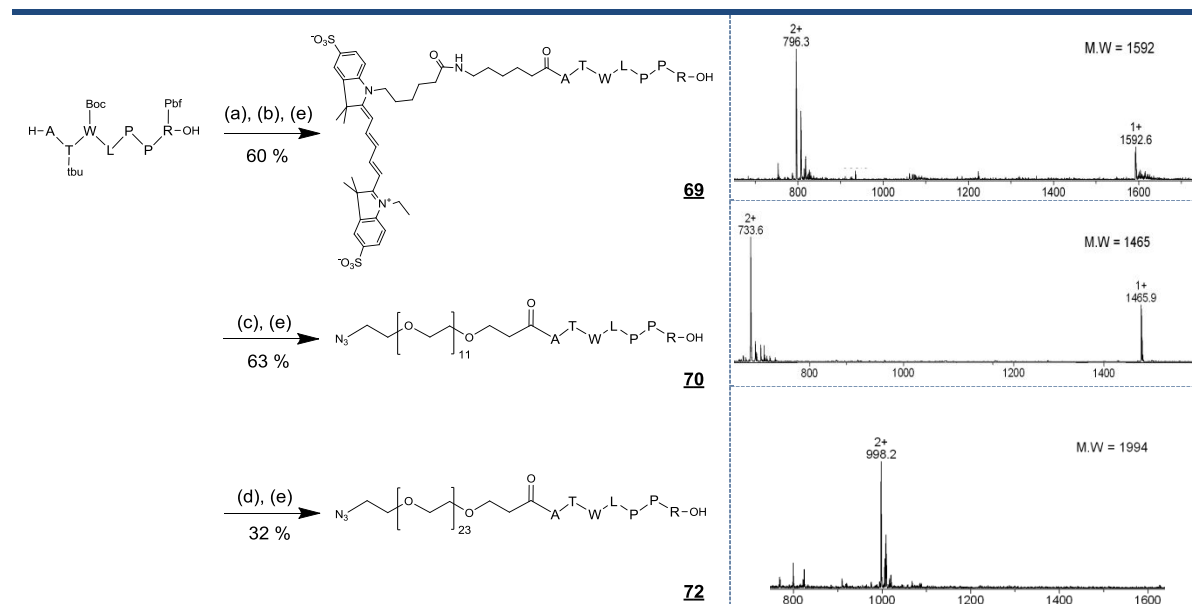 (a), (b), (e)
60 %
H-A
T
tbu
W
Boc
L
P
P
R-OH
Pbf
⁻O₃S
N
O
N
H
O
A T W L P P R-OH
N⁺
⁻O₃S
69
2+
796.3
M.W = 1592
1+
1592.6
800 1000 1200 1400 1600
(c), (e)
63 %
N₃ O 11 O O A T W L P P R-OH
70
2+
733.6
M.W = 1465
1+
1465.9
800 1000 1200 1400
(d), (e)
32 %
N₃ O 23 O O A T W L P P R-OH
72
2+
998.2
M.W = 1994
800 1000 1200 1400 1600